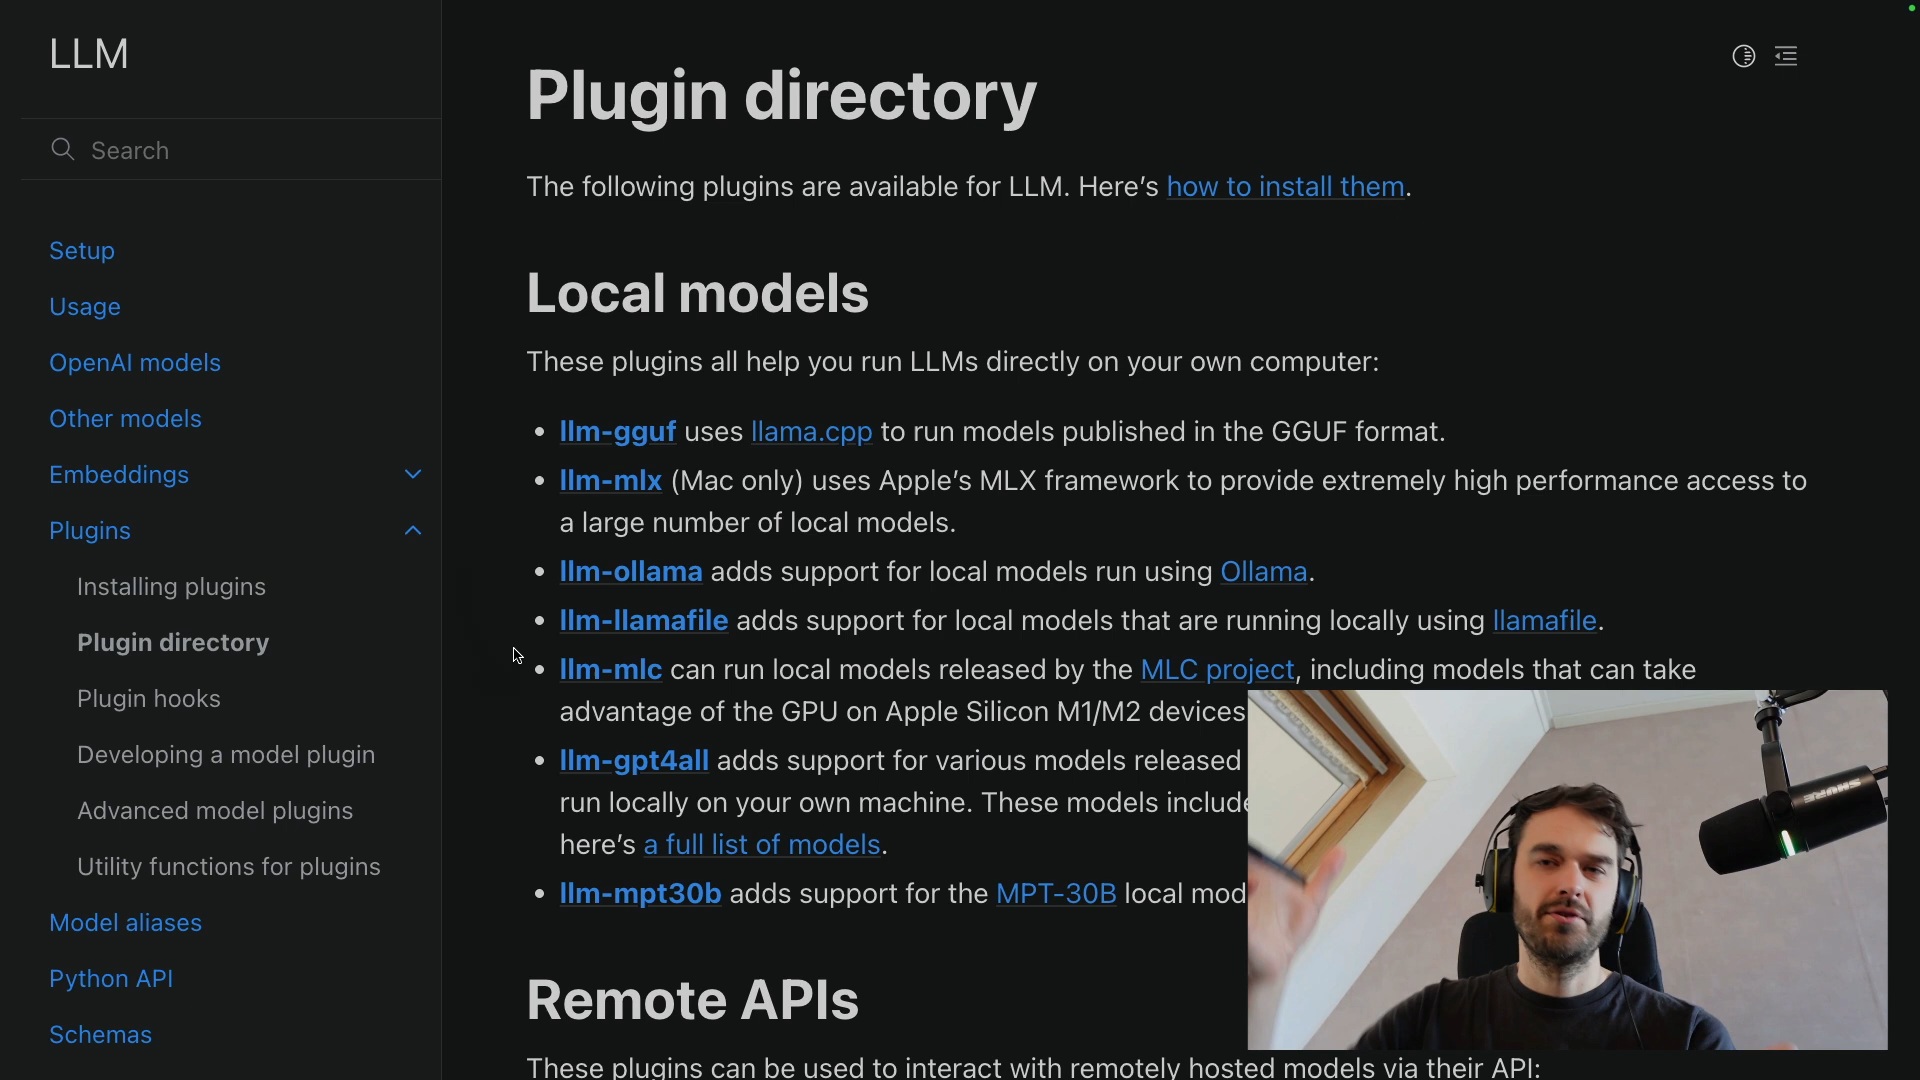 LLM
Search
Setup
Usage
OpenAI models
Other models
Embeddings
Plugins
Installing plugins
Plugin directory
Plugin hooks
Developing a model plugin
Advanced model plugins
Utility functions for plugins
Model aliases
Python API
Schemas
Plugin directory
The following plugins are available for LLM. Here’s how to install them.
Local models
These plugins all help you run LLMs directly on your own computer:
llm-gguf uses llama.cpp to run models published in the GGUF format.
llm-mlx (Mac only) uses Apple’s MLX framework to provide extremely high performance access to
a large number of local models.
llm-ollama adds support for local models run using Ollama.
llm-llamafile adds support for local models that are running locally using llamafile.
llm-mlc can run local models released by the MLC project, including models that can take
advantage of the GPU on Apple Silicon M1/M2 devices
llm-gpt4all adds support for various models released
run locally on your own machine. These models include
here’s a full list of models.
llm-mpt30b adds support for the MPT-30B local mod
Remote APIs
These plugins can be used to interact with remotely hosted models via their API:
SHURE